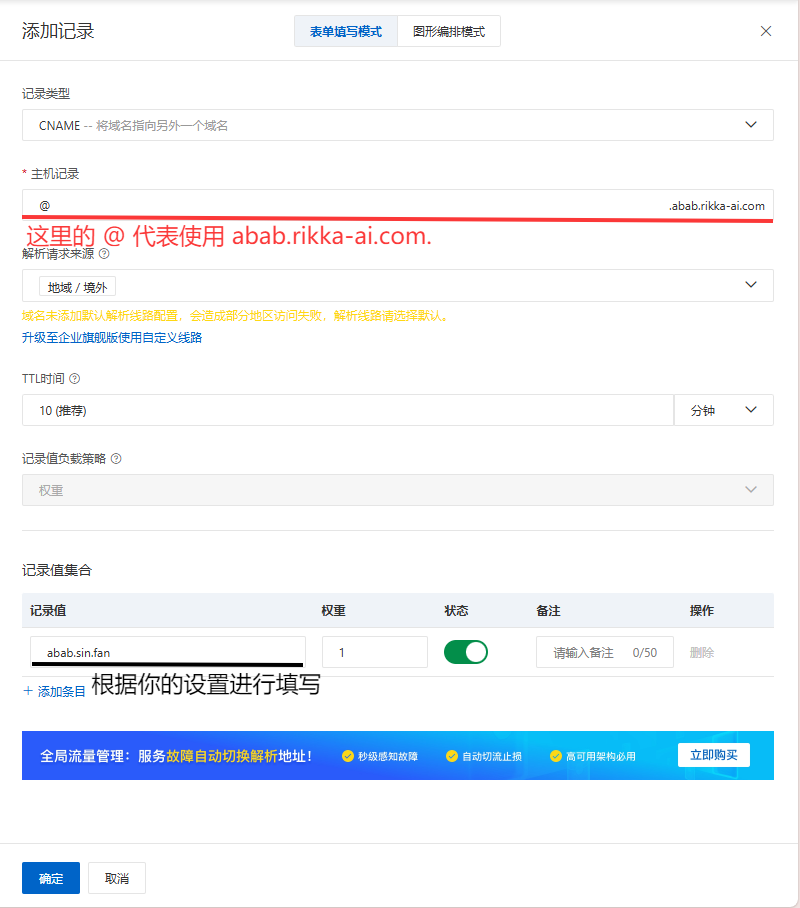 添加记录
表单填写模式 图形编排模式
记录类型
CNAME -- 将域名指向另外一个域名
* 主机记录
@ .abab.rikka-ai.com
这里的 @ 代表使用 abab.rikka-ai.com.
解析请求来源
地域 / 境外
域名未添加默认解析线路配置，会造成部分地区访问失败，解析线路请选择默认。
升级至企业旗舰版使用自定义线路
TTL时间
10 (推荐) 分钟
记录值负载策略
权重
记录值集合
记录值 权重 状态 备注 操作
abab.sin.fan 1 请输入备注 0/50 删除
+ 添加条目
根据你的设置进行填写
全局流量管理：服务故障自动切换解析地址！ 秒级感知故障 自动切流止损 高可用架构必用 立即购买
确定 取消